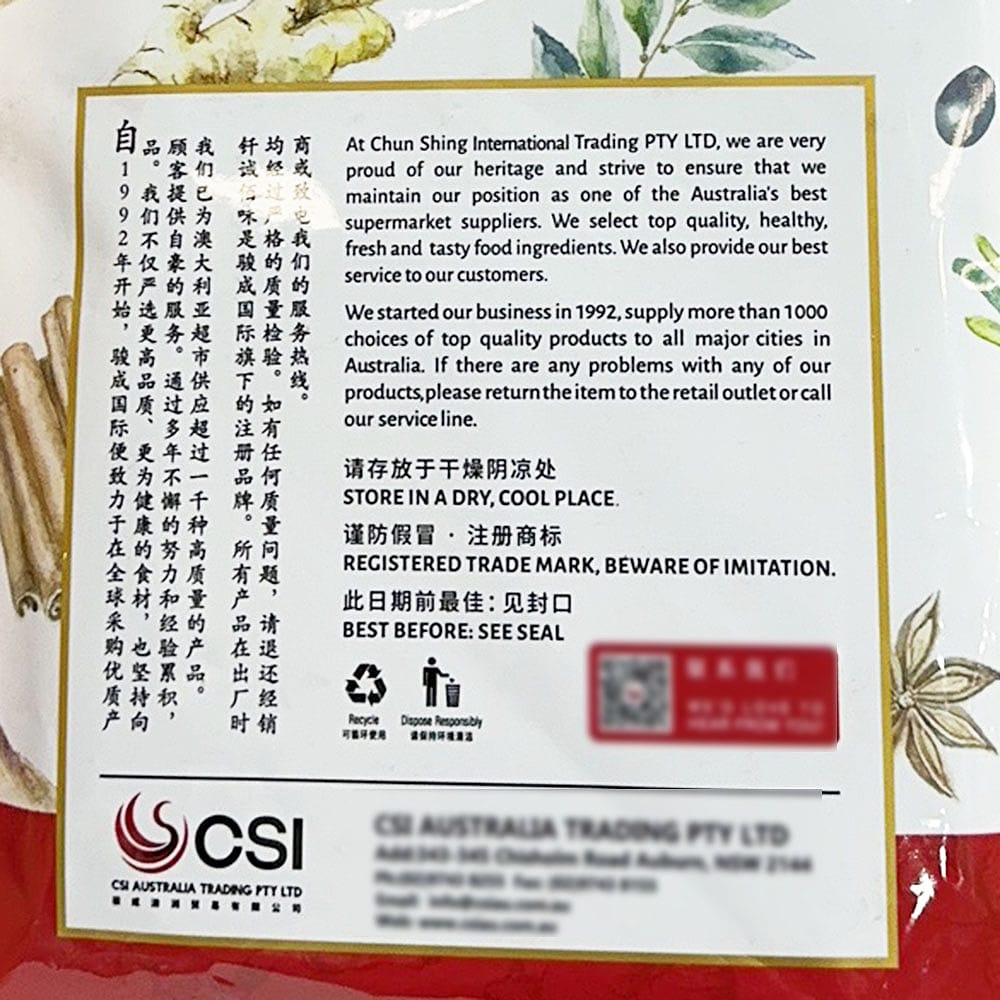 自1992年开始，骏成国际便致力于在全球采购优质产
品。我们不仅严选更高品质、更为健康的食材，也坚持向
顾客提供自豪的服务。通过多年不懈的努力和经验累积，
我们已为澳大利亚超市供应超过一千种高质量的产品。
钎诚佰味是骏成国际旗下的注册品牌。所有产品在出厂时
均经过严格的质量检验。如有任何质量问题，请退还经销
商或致电我们的服务热线。
At Chun Shing International Trading PTY LTD, we are very
proud of our heritage and strive to ensure that we
maintain our position as one of the Australia's best
supermarket suppliers. We select top quality, healthy,
fresh and tasty food ingredients. We also provide our best
service to our customers.
We started our business in 1992, supply more than 1000
choices of top quality products to all major cities in
Australia. If there are any problems with any of our
products, please return the item to the retail outlet or call
our service line.
请存放于干燥阴凉处
STORE IN A DRY, COOL PLACE.
谨防假冒 · 注册商标
REGISTERED TRADE MARK, BEWARE OF IMITATION.
此日期前最佳：见封口
BEST BEFORE: SEE SEAL
Recycle
可循环使用
Dispose Responsibly
请保持环境清洁
CSI
CSI AUSTRALIA TRADING PTY LTD
骏成澳洲贸易有限公司
CSI AUSTRALIA TRADING PTY LTD